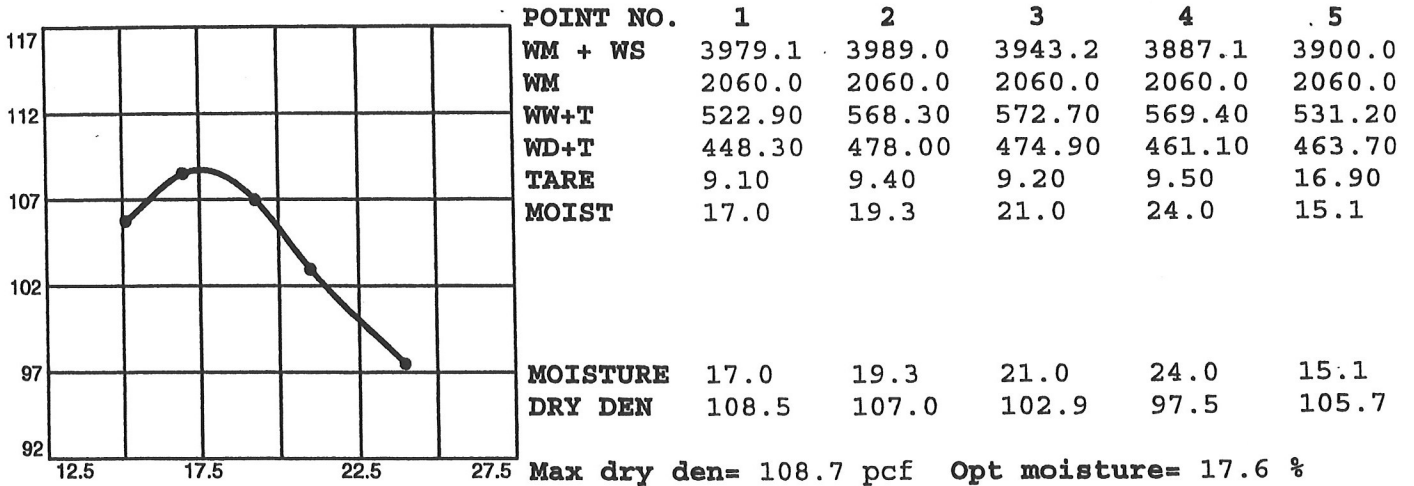 117
112
107
102
97
92
12.5 17.5 22.5 27.5
POINT NO. 1 2 3 4 5
WM + WS 3979.1 3989.0 3943.2 3887.1 3900.0
WM 2060.0 2060.0 2060.0 2060.0 2060.0
WW+T 522.90 568.30 572.70 569.40 531.20
WD+T 448.30 478.00 474.90 461.10 463.70
TARE 9.10 9.40 9.20 9.50 16.90
MOIST 17.0 19.3 21.0 24.0 15.1
MOISTURE 17.0 19.3 21.0 24.0 15.1
DRY DEN 108.5 107.0 102.9 97.5 105.7
Max dry den= 108.7 pcf Opt moisture= 17.6 %